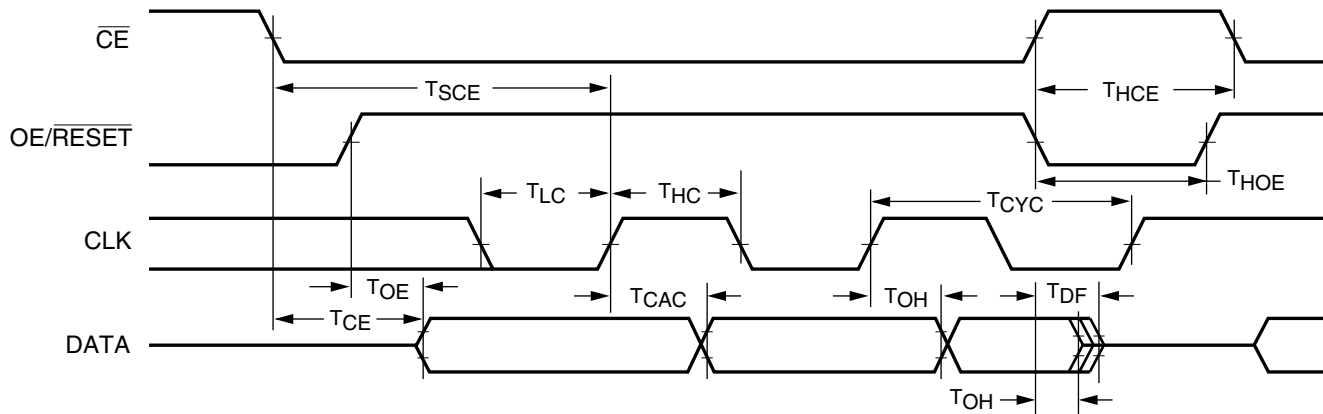 CE
TSCE
THCE
OE/RESET
TLC
THC
TCYC
THOE
CLK
TOE
TCAC
TOH
TDF
TCE
DATA
TOH